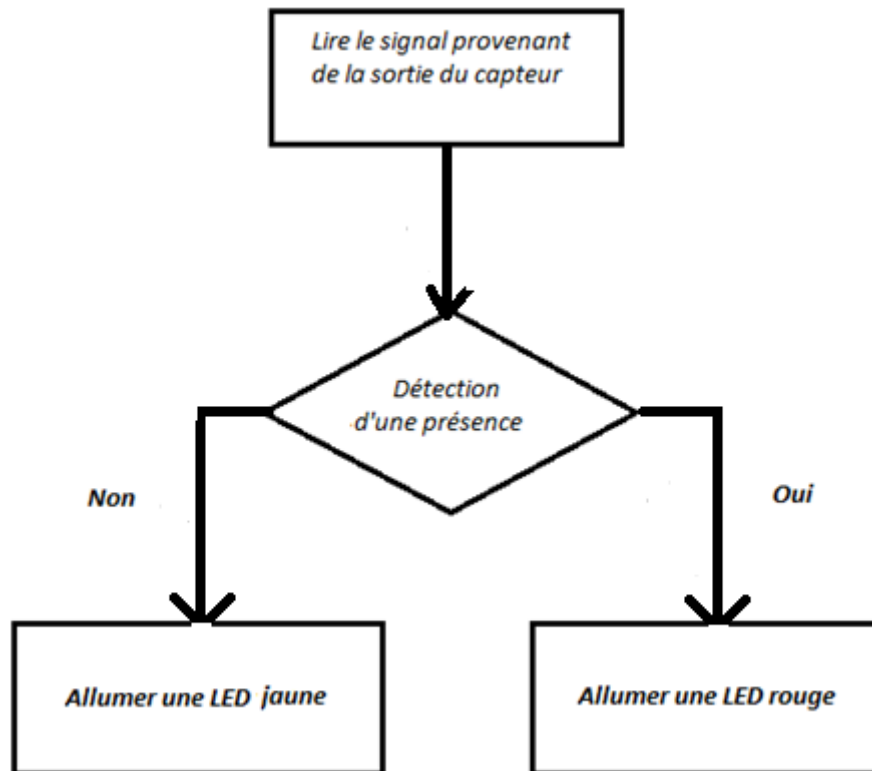 Lire le signal provenant
de la sortie du capteur
Détection
d'une présence
Non
Oui
Allumer une LED jaune
Allumer une LED rouge